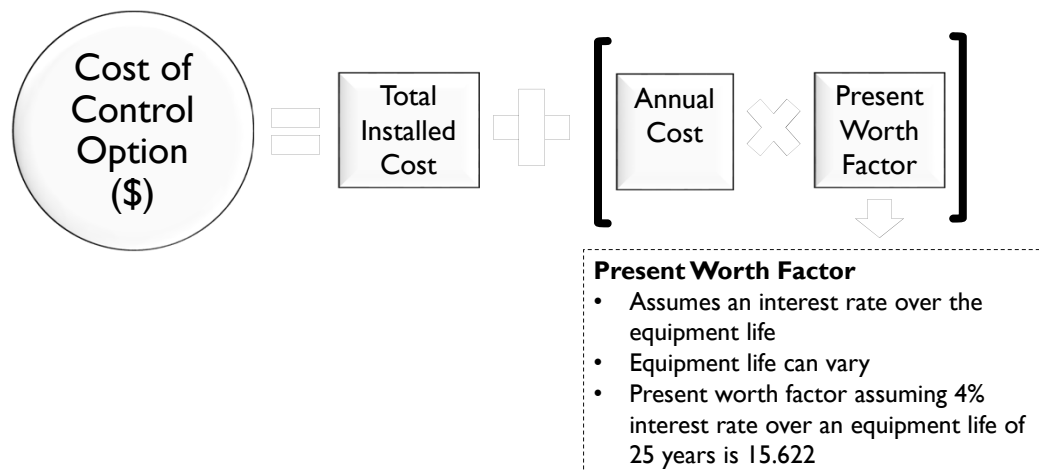 Cost of
Control
Option
($)
=
Total
Installed
Cost
+
[
Annual
Cost
×
Present
Worth
Factor
]
Present Worth Factor
• Assumes an interest rate over the
equipment life
• Equipment life can vary
• Present worth factor assuming 4%
interest rate over an equipment life of
25 years is 15.622